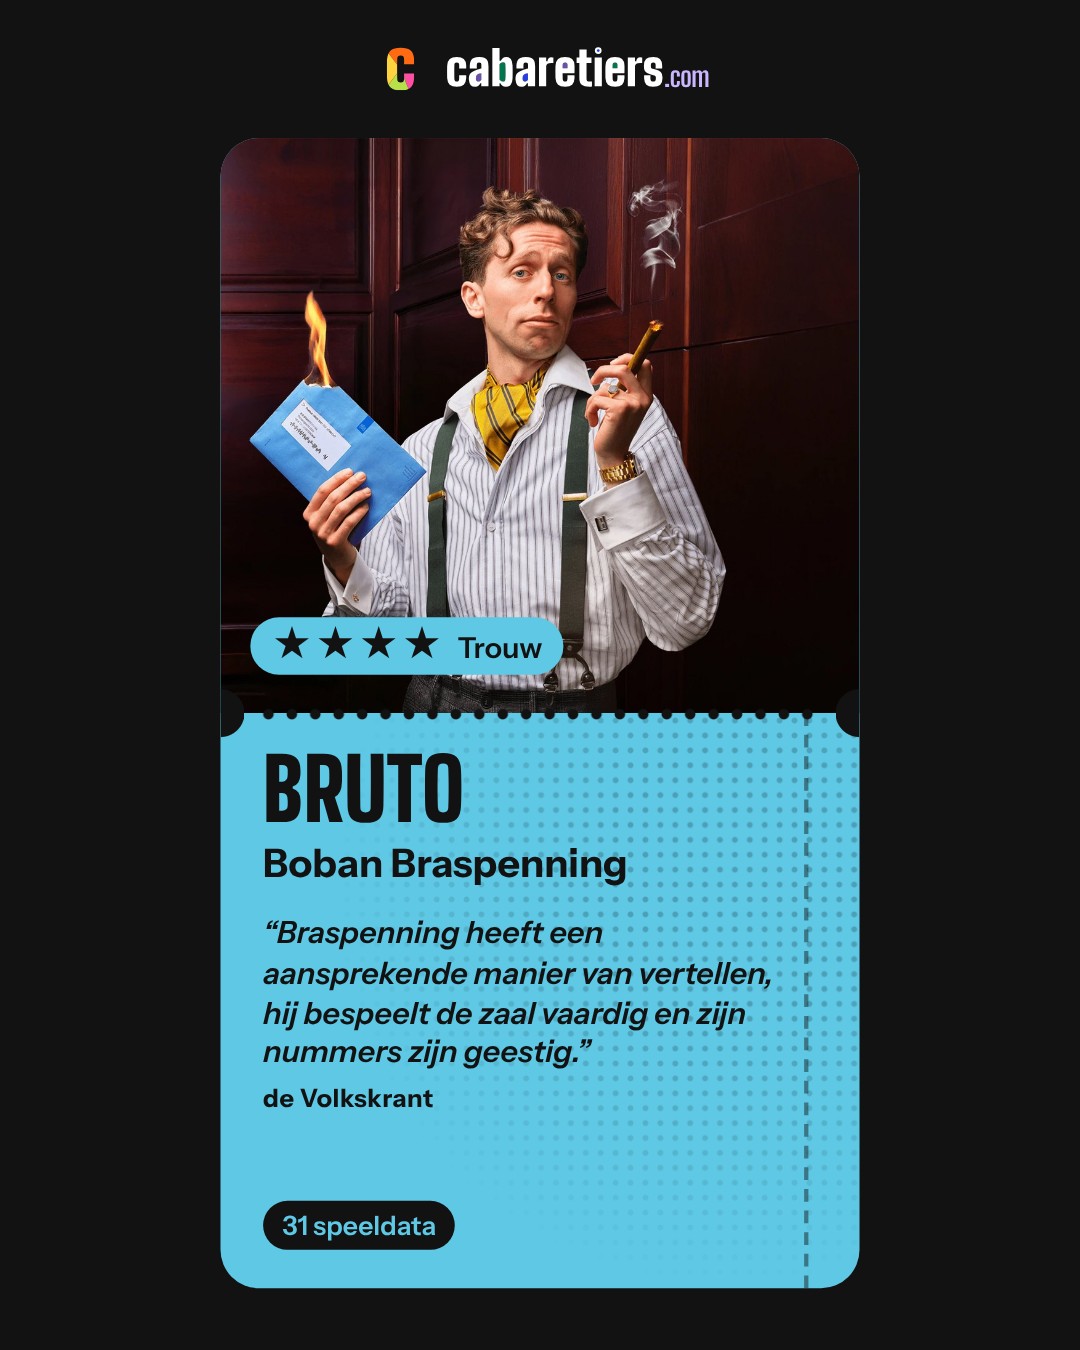 cabaretiers.com
★★★★ Trouw
BRUTO
Boban Braspenning
“Braspenning heeft een
aansprekende manier van vertellen,
hij bespeelt de zaal vaardig en zijn
nummers zijn geestig.”
de Volkskrant
31 speeldata